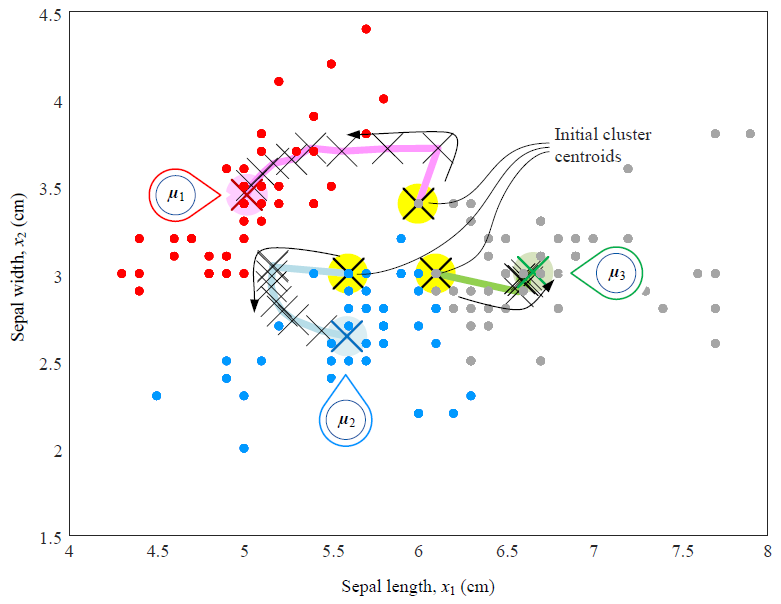 4.5
4
3.5
3
2.5
2
1.5
Sepal width, x₂ (cm)
Initial cluster
centroids
μ₁
μ₃
μ₂
4
4.5
5
5.5
6
6.5
7
7.5
8
Sepal length, x₁ (cm)